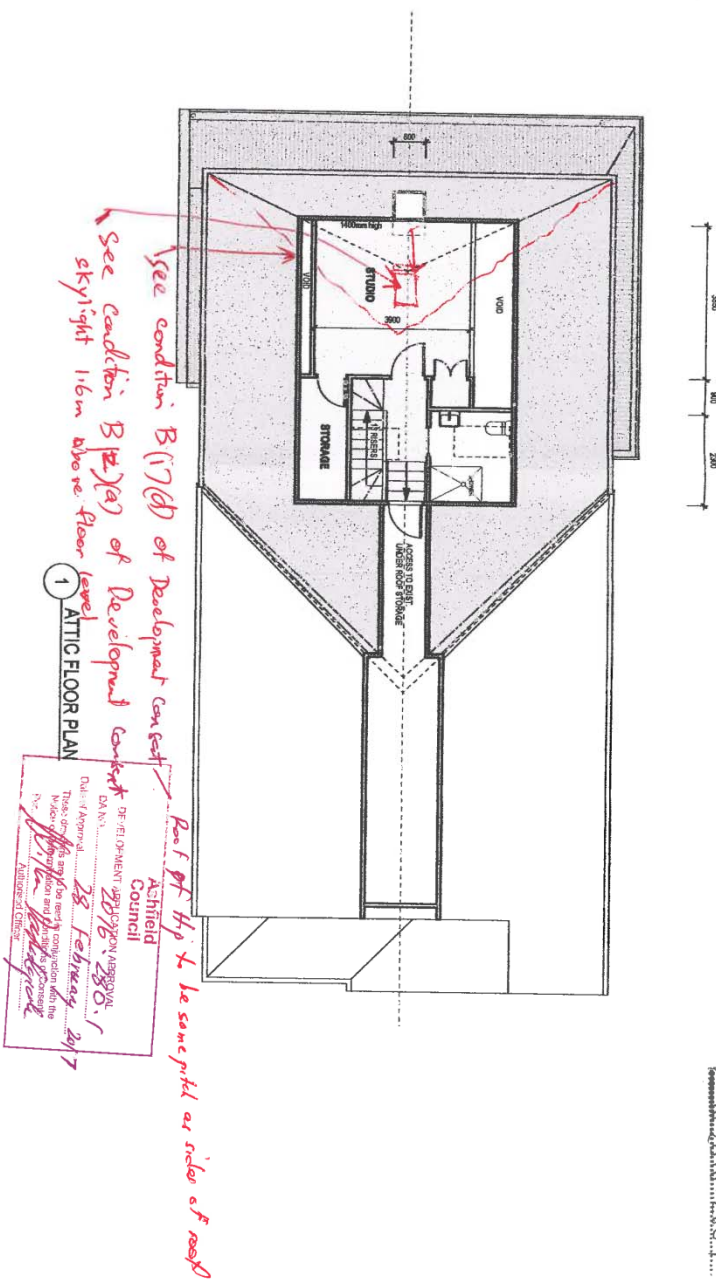 800
1400mm high
STUDIO
VOID
VOID
3900
STORAGE
17 RISERS
ACCESS TO EXIST.
UNDER ROOF STORAGE
See condition B(1)(d) of Development consent
Roof of Hip to be same pitch as sides of roof
See condition B(2)(a) of Development consent
skylight 1.6m above floor level
1
ATTIC FLOOR PLAN
Ashfield
Council
DEVELOPMENT APPLICATION APPROVAL
DA No. 2016.280.1
Date of Approval 28 February 2017
These drawings are to be read in conjunction with the
Notice of Determination and Conditions of Consent
Per:
Authorised Officer